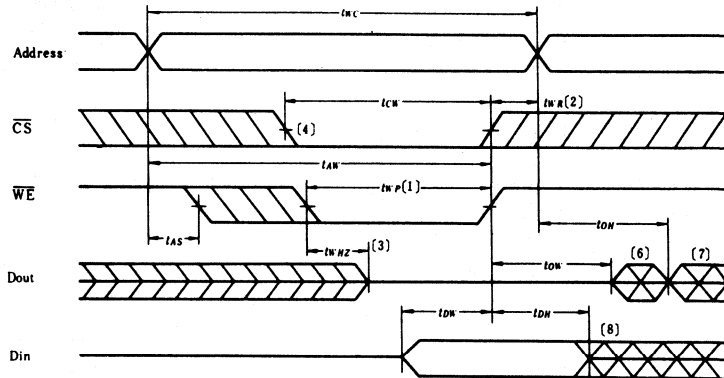 tWC
Address
tCW
tWR(2)
CS
(4)
tAW
WE
tWP(1)
tOH
tAS
tWHZ
(3)
(6)
(7)
Dout
tOW
tDW
tDH
(8)
Din